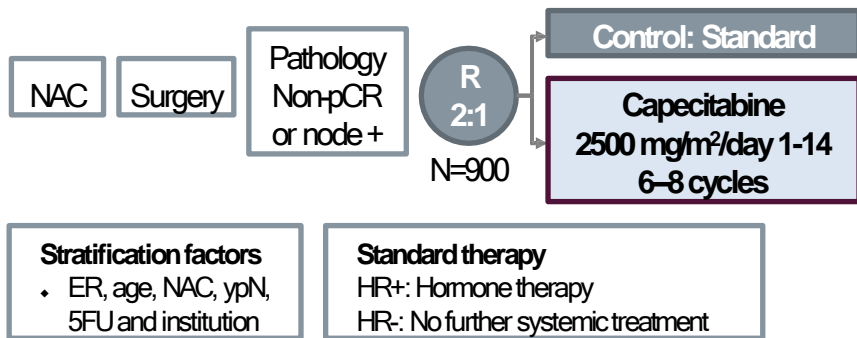 NAC
Surgery
Pathology
Non-pCR
or node +
R
2:1
N=900
Control: Standard
Capecitabine
2500 mg/m²/day 1-14
6–8 cycles
Stratification factors
⬥ ER, age, NAC, ypN,
5FU and institution
Standard therapy
HR+: Hormone therapy
HR-: No further systemic treatment